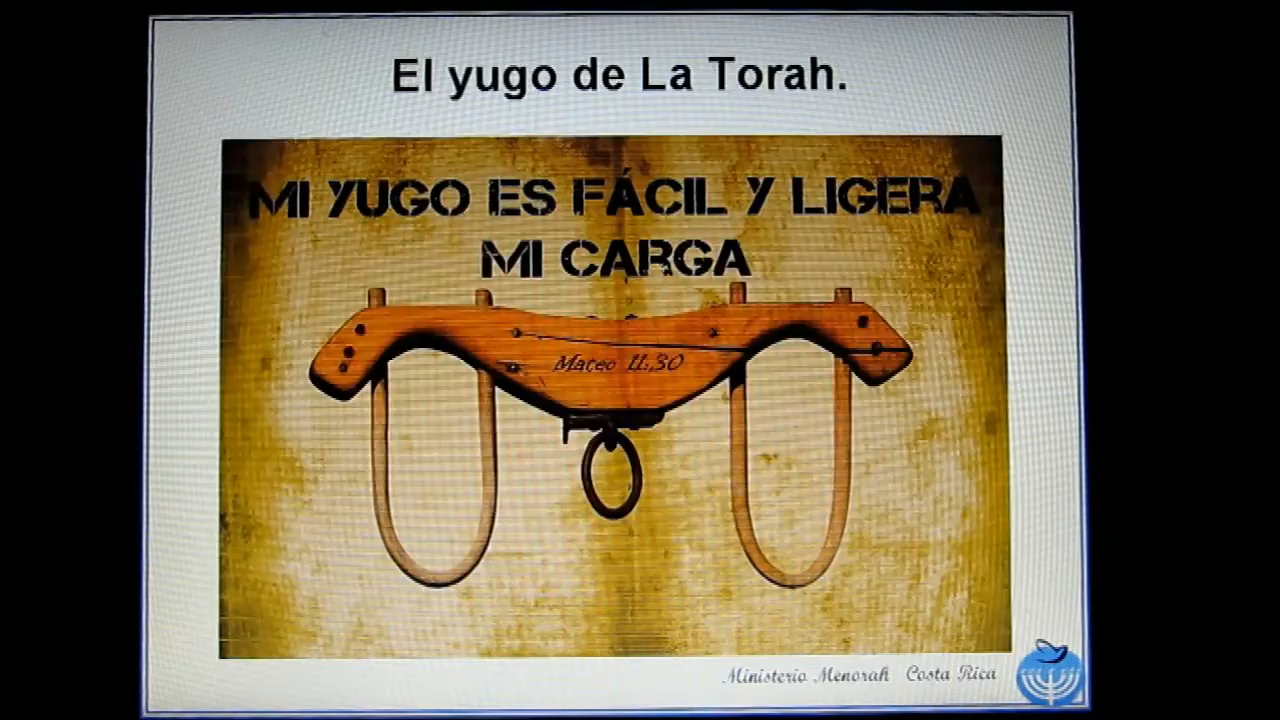 El yugo de La Torah.
MI YUGO ES FÁCIL Y LIGERA
MI CARGA
Mateo 11:30
Ministerio Menorah Costa Rica